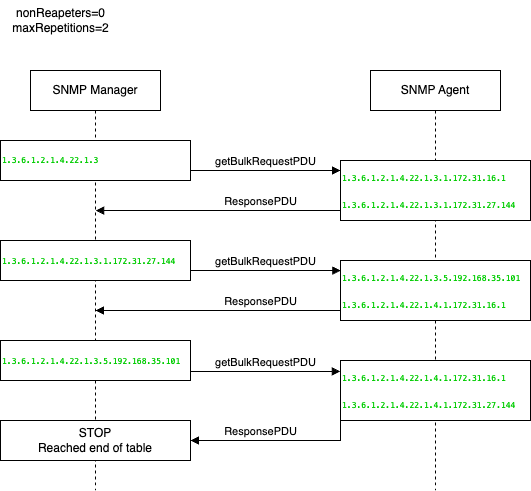 nonReapeters=0
maxRepetitions=2
SNMP Manager
SNMP Agent
1.3.6.1.2.1.4.22.1.3
getBulkRequestPDU
1.3.6.1.2.1.4.22.1.3.1.172.31.16.1
ResponsePDU
1.3.6.1.2.1.4.22.1.3.1.172.31.27.144
1.3.6.1.2.1.4.22.1.3.1.172.31.27.144
getBulkRequestPDU
1.3.6.1.2.1.4.22.1.3.5.192.168.35.101
ResponsePDU
1.3.6.1.2.1.4.22.1.4.1.172.31.16.1
1.3.6.1.2.1.4.22.1.3.5.192.168.35.101
getBulkRequestPDU
1.3.6.1.2.1.4.22.1.4.1.172.31.16.1
1.3.6.1.2.1.4.22.1.4.1.172.31.27.144
STOP
Reached end of table
ResponsePDU